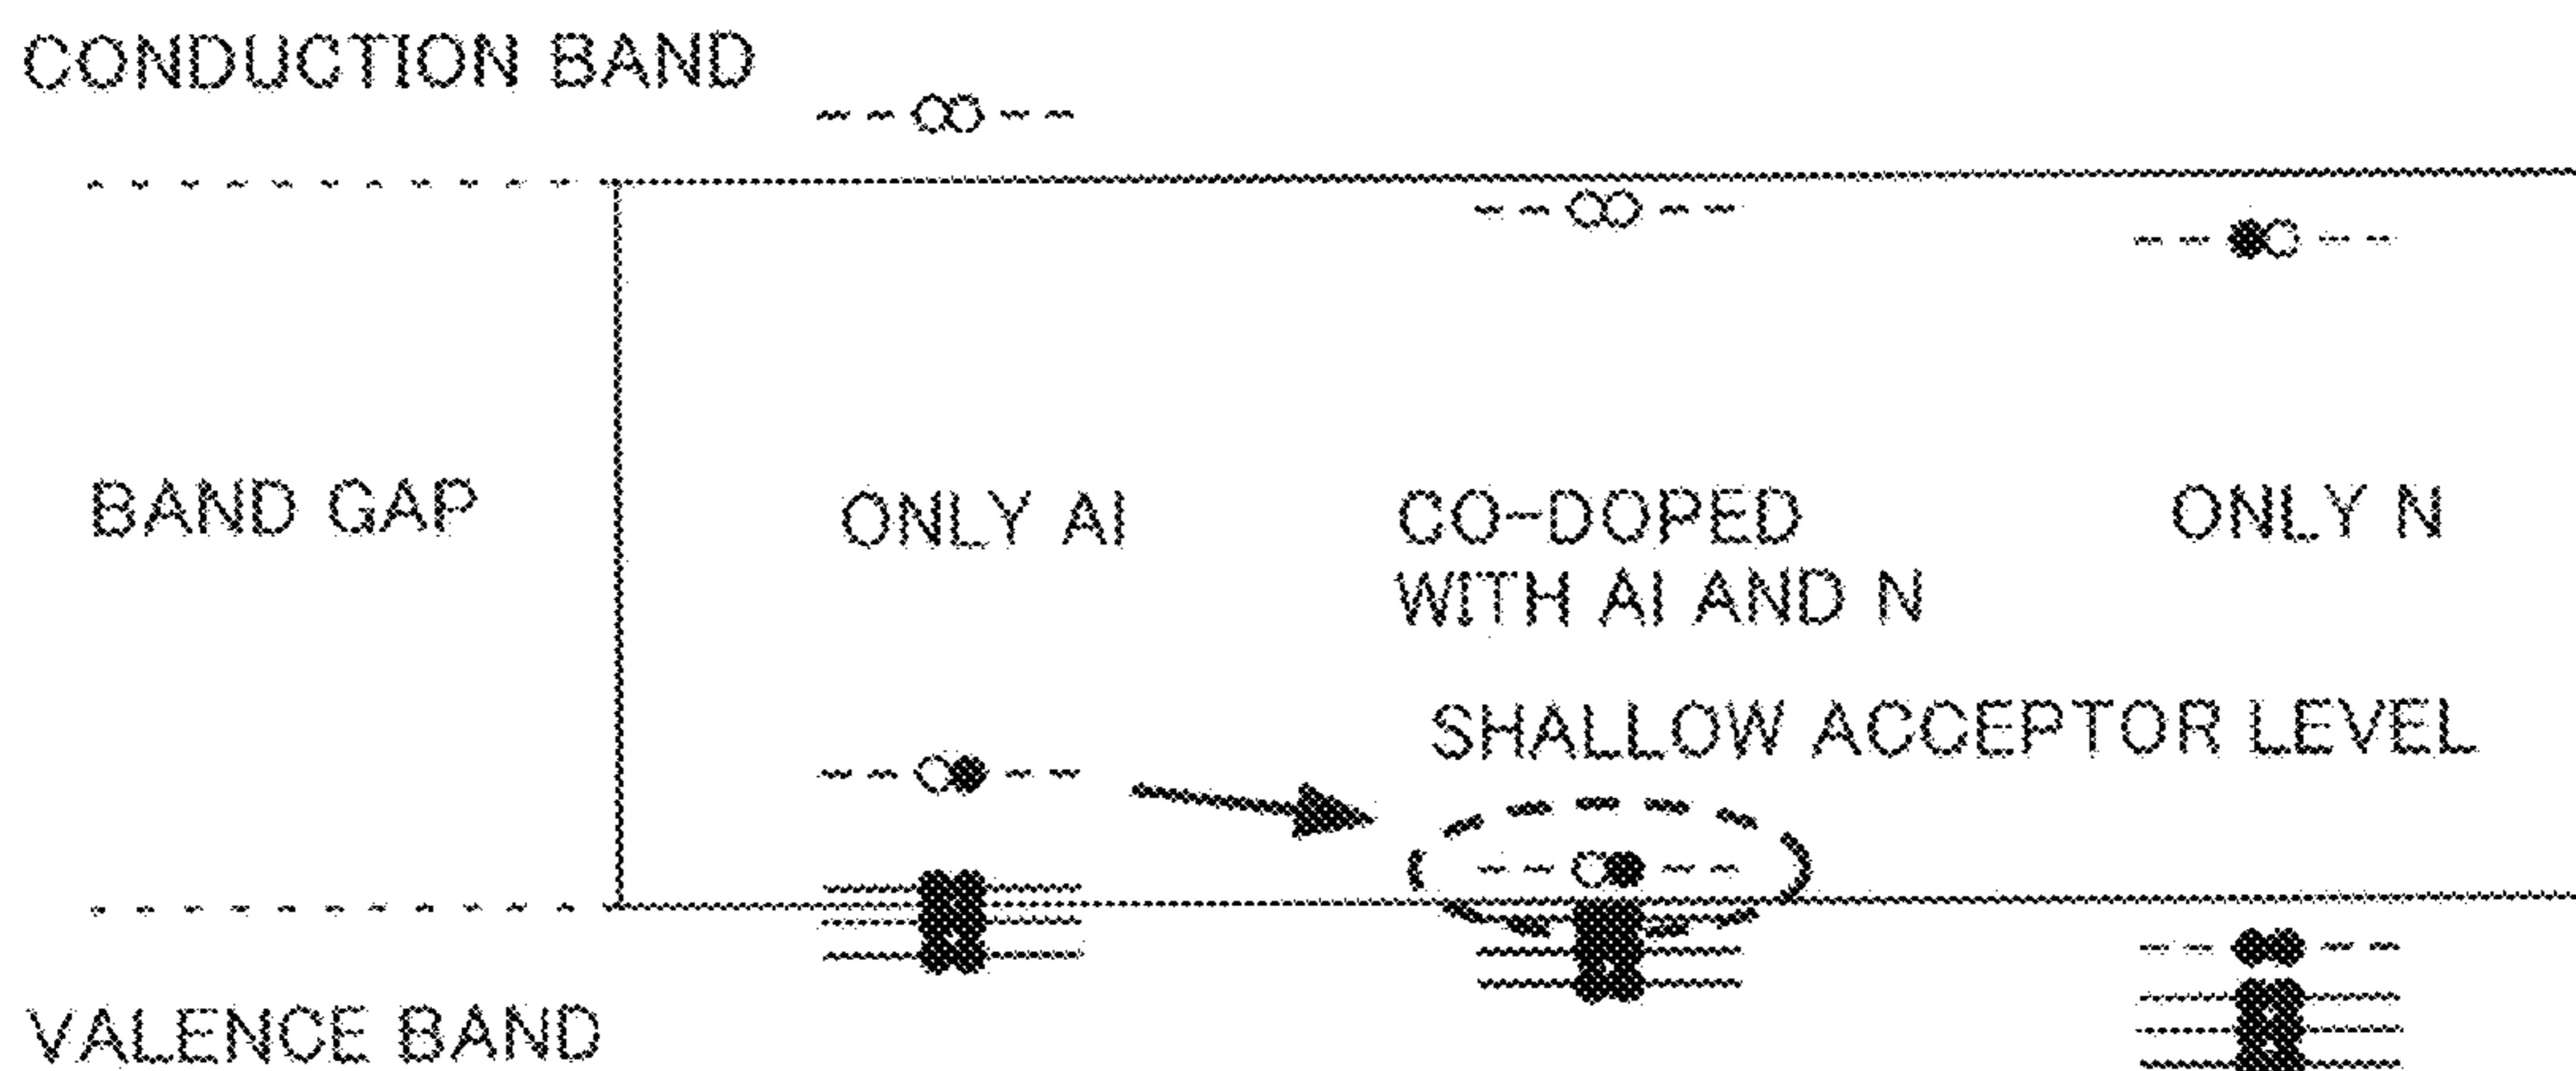 CONDUCTION BAND
BAND GAP
ONLY Al
CO-DOPED
WITH Al AND N
ONLY N
SHALLOW ACCEPTOR LEVEL
VALENCE BAND